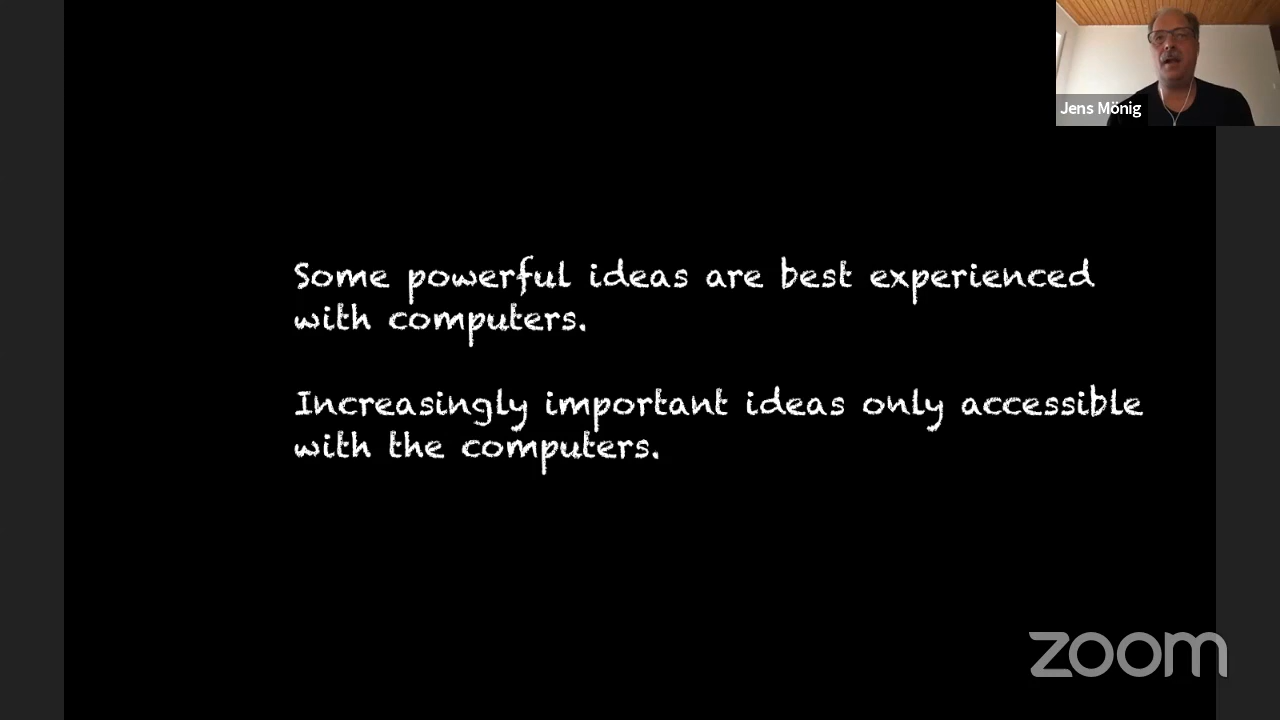 Jens Mönig
Some powerful ideas are best experienced
with computers.
Increasingly important ideas only accessible
with the computers.
zoom